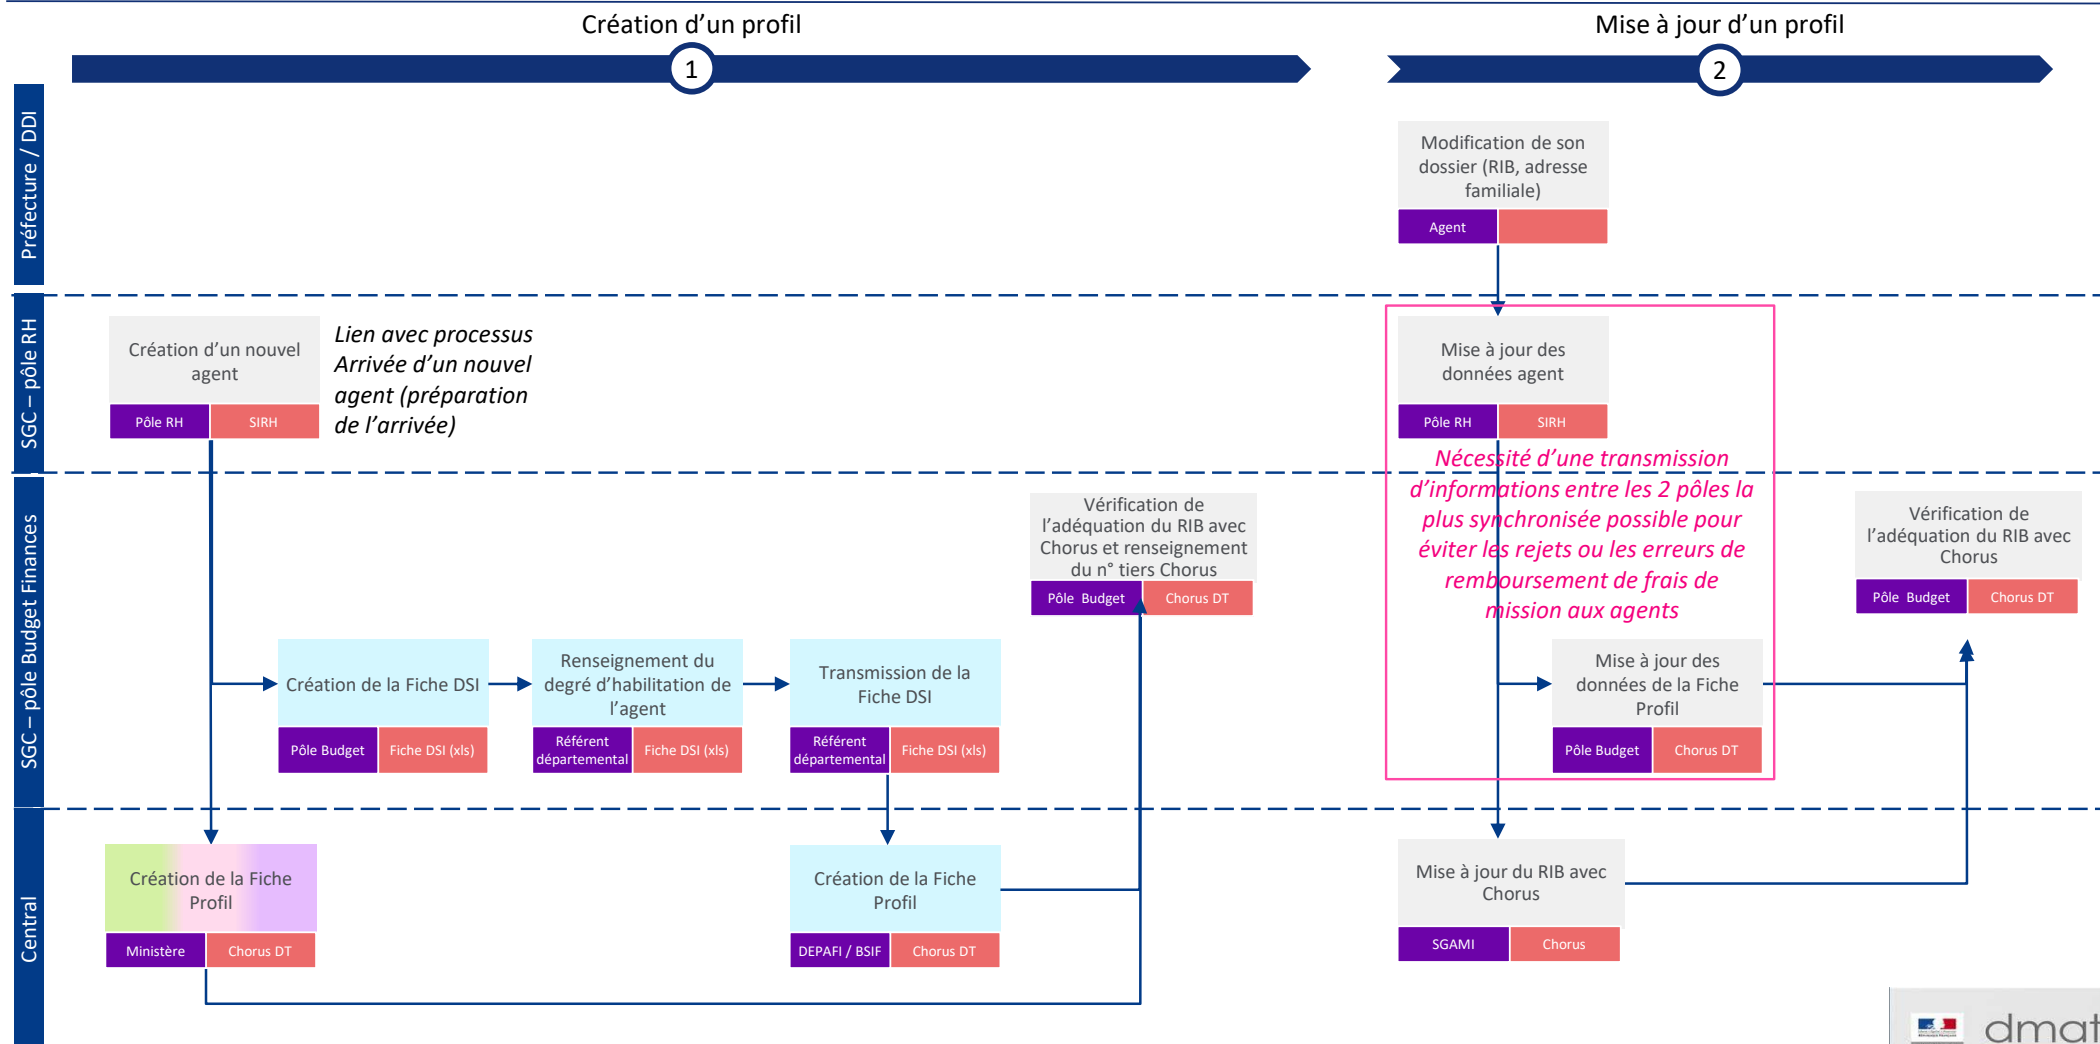 Création d’un profil
Mise à jour d’un profil
1
2
Préfecture / DDI
Modification de son
dossier (RIB, adresse
familiale)
Agent
SGC – pôle RH
Création d’un nouvel
agent
Pôle RH
SIRH
Lien avec processus
Arrivée d’un nouvel
agent (préparation
de l’arrivée)
Mise à jour des
données agent
Pôle RH
SIRH
Nécessité d’une transmission
d’informations entre les 2 pôles la
plus synchronisée possible pour
éviter les rejets ou les erreurs de
remboursement de frais de
mission aux agents
SGC – pôle Budget Finances
Vérification de
l’adéquation du RIB avec
Chorus et renseignement
du n° tiers Chorus
Pôle Budget
Chorus DT
Vérification de
l’adéquation du RIB avec
Chorus
Pôle Budget
Chorus DT
Création de la Fiche DSI
Pôle Budget
Fiche DSI (xls)
Renseignement du
degré d’habilitation de
l’agent
Référent
départemental
Fiche DSI (xls)
Transmission de la
Fiche DSI
Référent
départemental
Fiche DSI (xls)
Mise à jour des
données de la Fiche
Profil
Pôle Budget
Chorus DT
Central
Création de la Fiche
Profil
Ministère
Chorus DT
Création de la Fiche
Profil
DEPAFI / BSIF
Chorus DT
Mise à jour du RIB avec
Chorus
SGAMI
Chorus
dmat